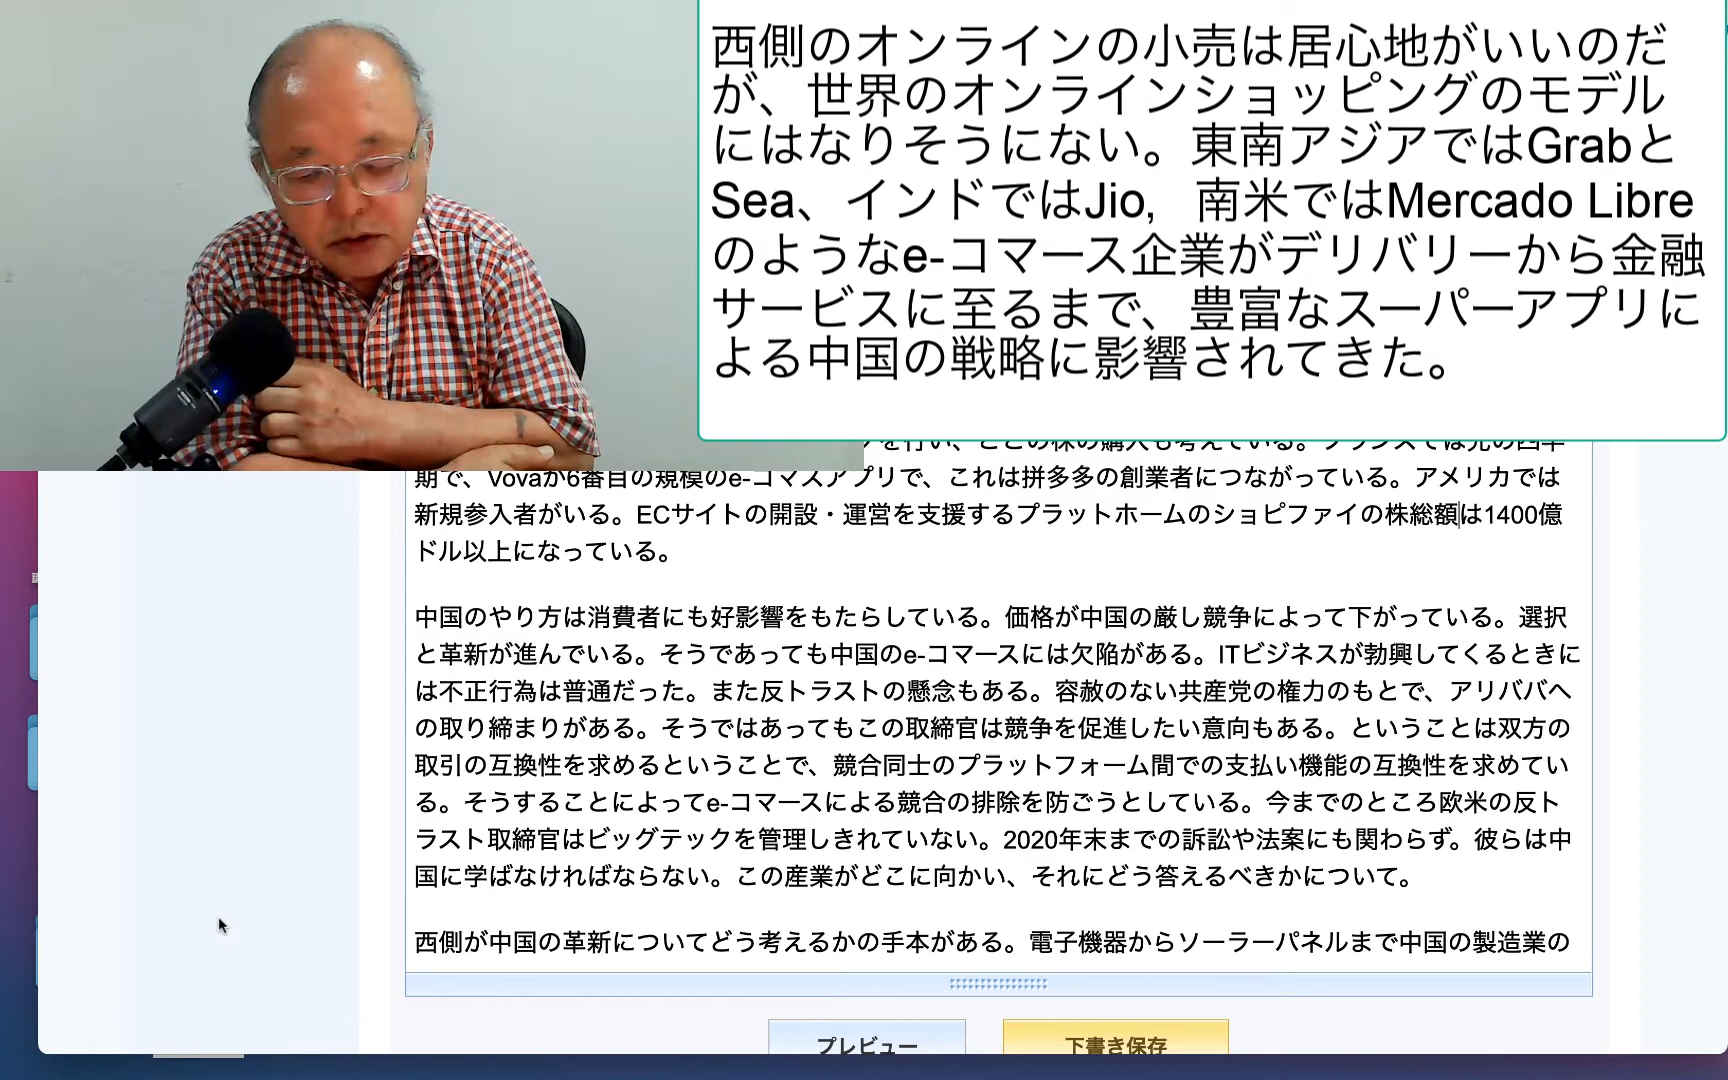 西側のオンラインの小売は居心地がいいのだ
が、世界のオンラインショッピングのモデル
にはなりそうにない。東南アジアではGrabと
Sea、インドではJio,　南米ではMercado Libre
のようなe-コマース企業がデリバリーから金融
サービスに至るまで、豊富なスーパーアプリに
よる中国の戦略に影響されてきた。
を行い、ここの株の購入も考えている。フランスでは先の四半
期で、Vovaが6番目の規模のe-コマスアプリで、これは拼多多の創業者につながっている。アメリカでは
新規参入者がいる。ECサイトの開設・運営を支援するプラットホームのショピファイの株総額は1400億
ドル以上になっている。
中国のやり方は消費者にも好影響をもたらしている。価格が中国の厳し競争によって下がっている。選択
と革新が進んでいる。そうであっても中国のe-コマースには欠陥がある。ITビジネスが勃興してくるときに
は不正行為は普通だった。また反トラストの懸念もある。容赦のない共産党の権力のもとで、アリババへ
の取り締まりがある。そうではあってもこの取締官は競争を促進したい意向もある。ということは双方の
取引の互換性を求めるということで、競合同士のプラットフォーム間での支払い機能の互換性を求めてい
る。そうすることによってe-コマースによる競合の排除を防ごうとしている。今までのところ欧米の反ト
ラスト取締官はビッグテックを管理しきれていない。2020年末までの訴訟や法案にも関わらず。彼らは中
国に学ばなければならない。この産業がどこに向かい、それにどう答えるべきかについて。
西側が中国の革新についてどう考えるかの手本がある。電子機器からソーラーパネルまで中国の製造業の
プレビュー
下書き保存